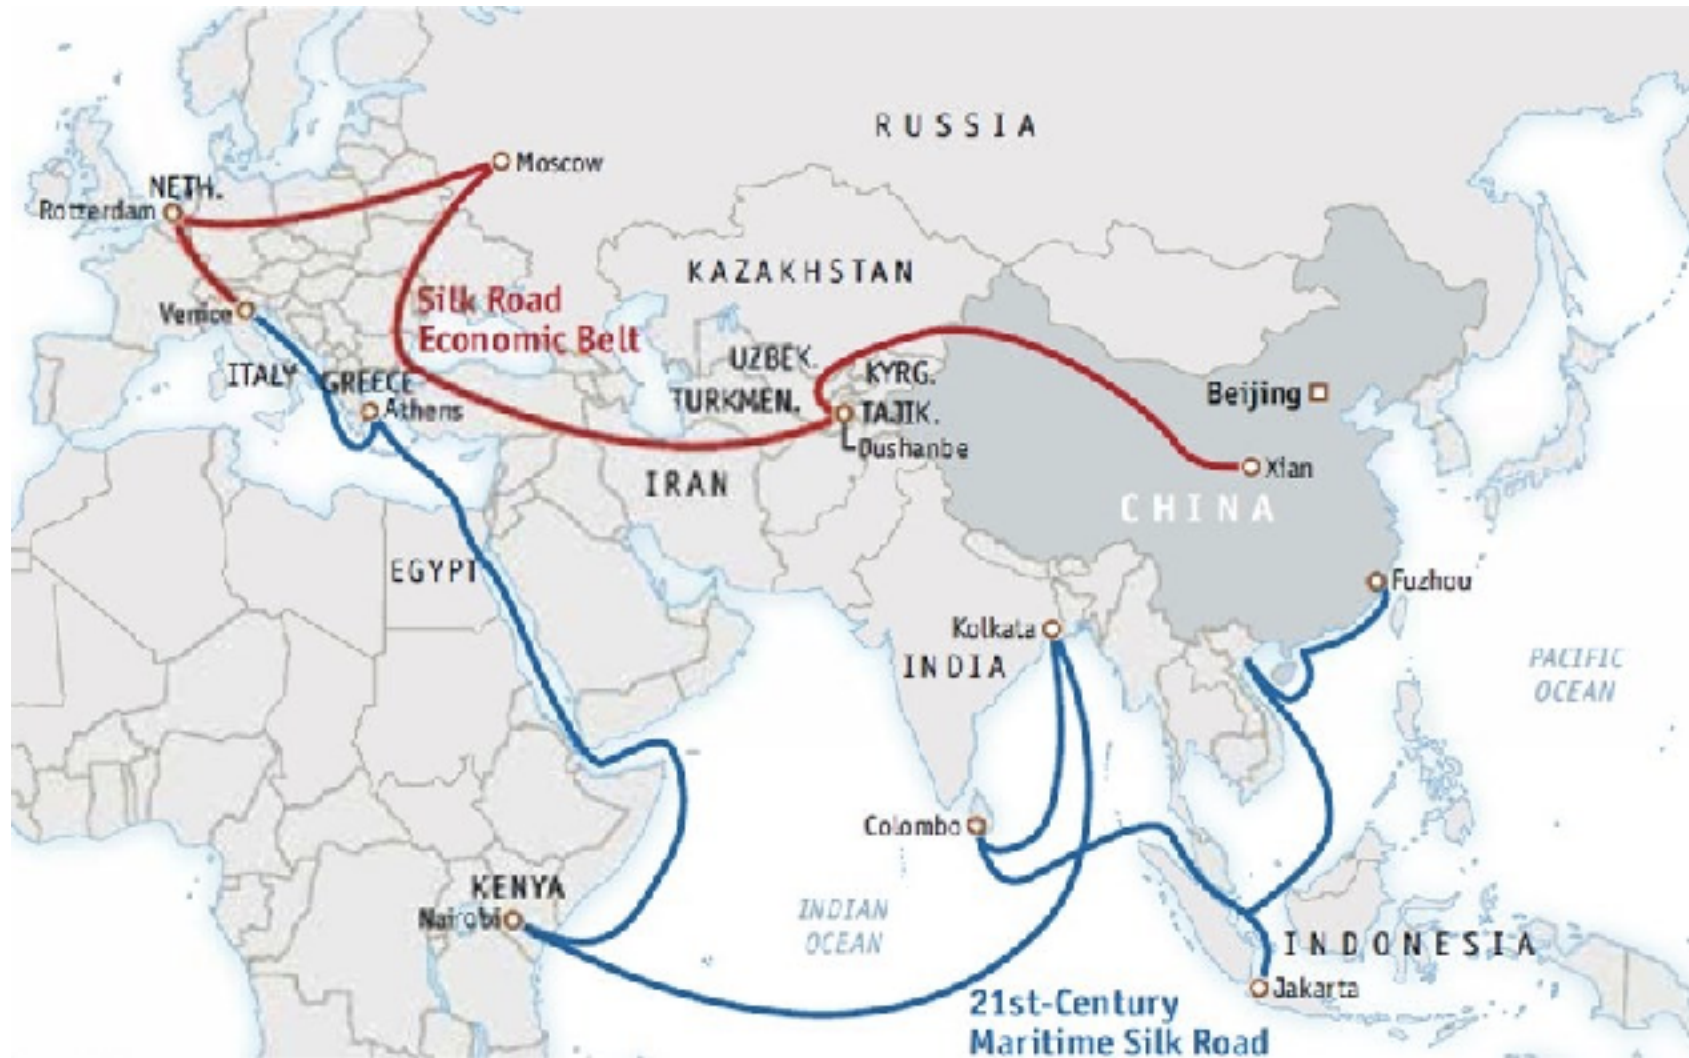 RUSSIA
Moscow
NETH.
Rotterdam
KAZAKHSTAN
Silk Road
Economic Belt
Venice
UZBEK.
KYRG.
ITALY
GREECE
Athens
TURKMEN.
TAJIK.
Dushanbe
Beijing
Xian
IRAN
CHINA
EGYPT
Fuzhou
Kolkata
INDIA
PACIFIC
OCEAN
Colombo
KENYA
Nairobi
INDIAN
OCEAN
INDONESIA
Jakarta
21st-Century
Maritime Silk Road